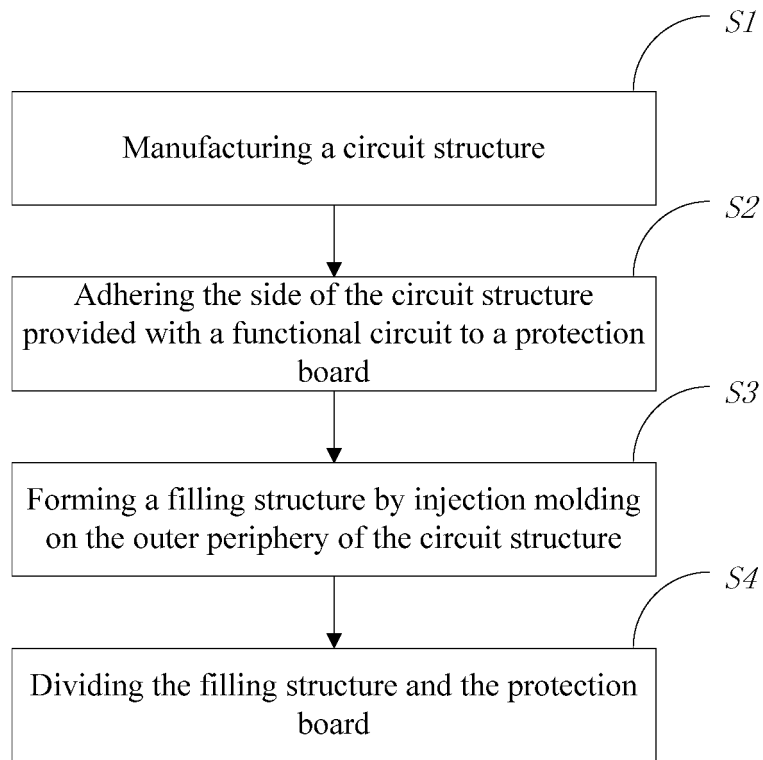 S1
Manufacturing a circuit structure
S2
Adhering the side of the circuit structure
provided with a functional circuit to a protection
board
S3
Forming a filling structure by injection molding
on the outer periphery of the circuit structure
S4
Dividing the filling structure and the protection
board